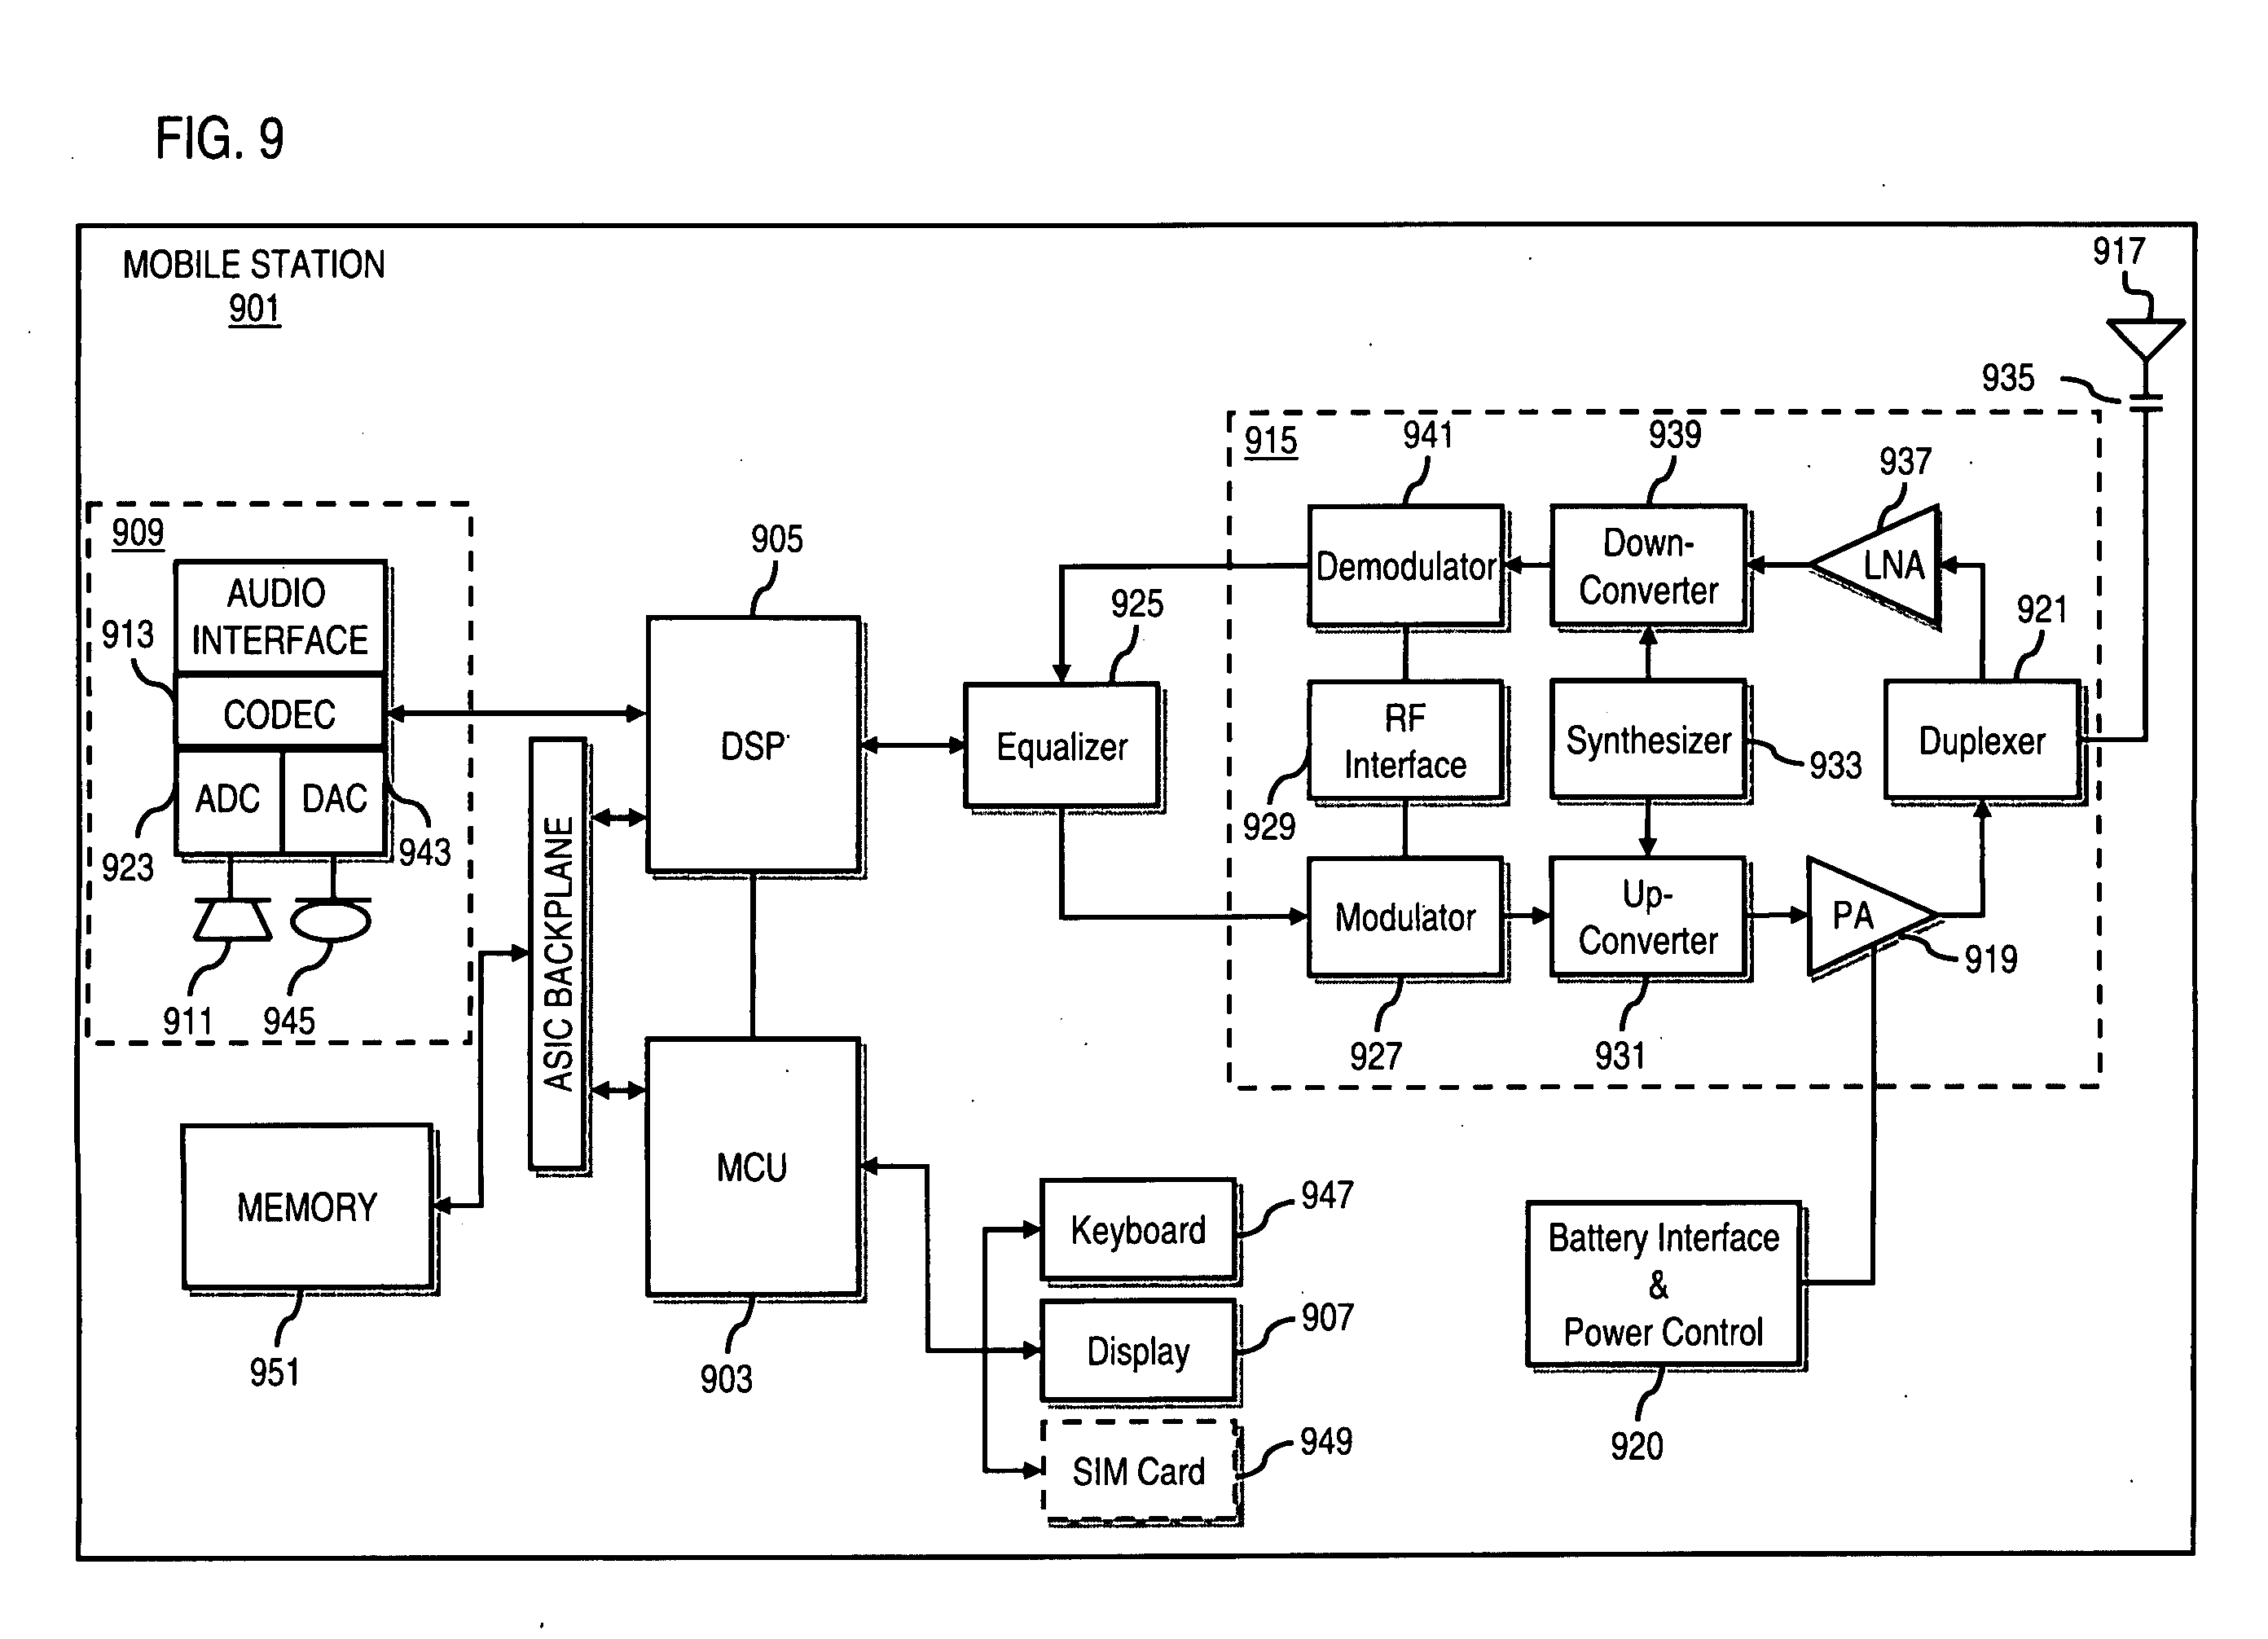 FIG. 9
MOBILE STATION
901
917
935
915
941
939
937
909
AUDIO
INTERFACE
913
CODEC
ADC
DAC
923
943
911
945
905
DSP
925
Equalizer
Demodulator
Down-
Converter
LNA
921
RF
Interface
929
Synthesizer
933
Duplexer
Modulator
927
Up-
Converter
931
PA
919
ASIC BACKPLANE
MEMORY
951
MCU
903
Keyboard
947
Display
907
SIM Card
949
Battery Interface
&
Power Control
920